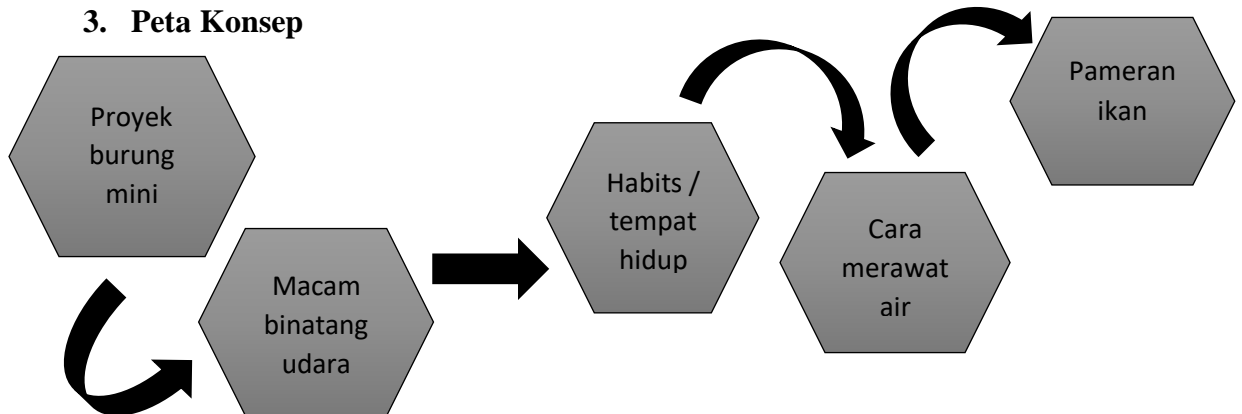 3. Peta Konsep
Proyek
burung
mini
Macam
binatang
udara
Habits /
tempat
hidup
Cara
merawat
air
Pameran
ikan